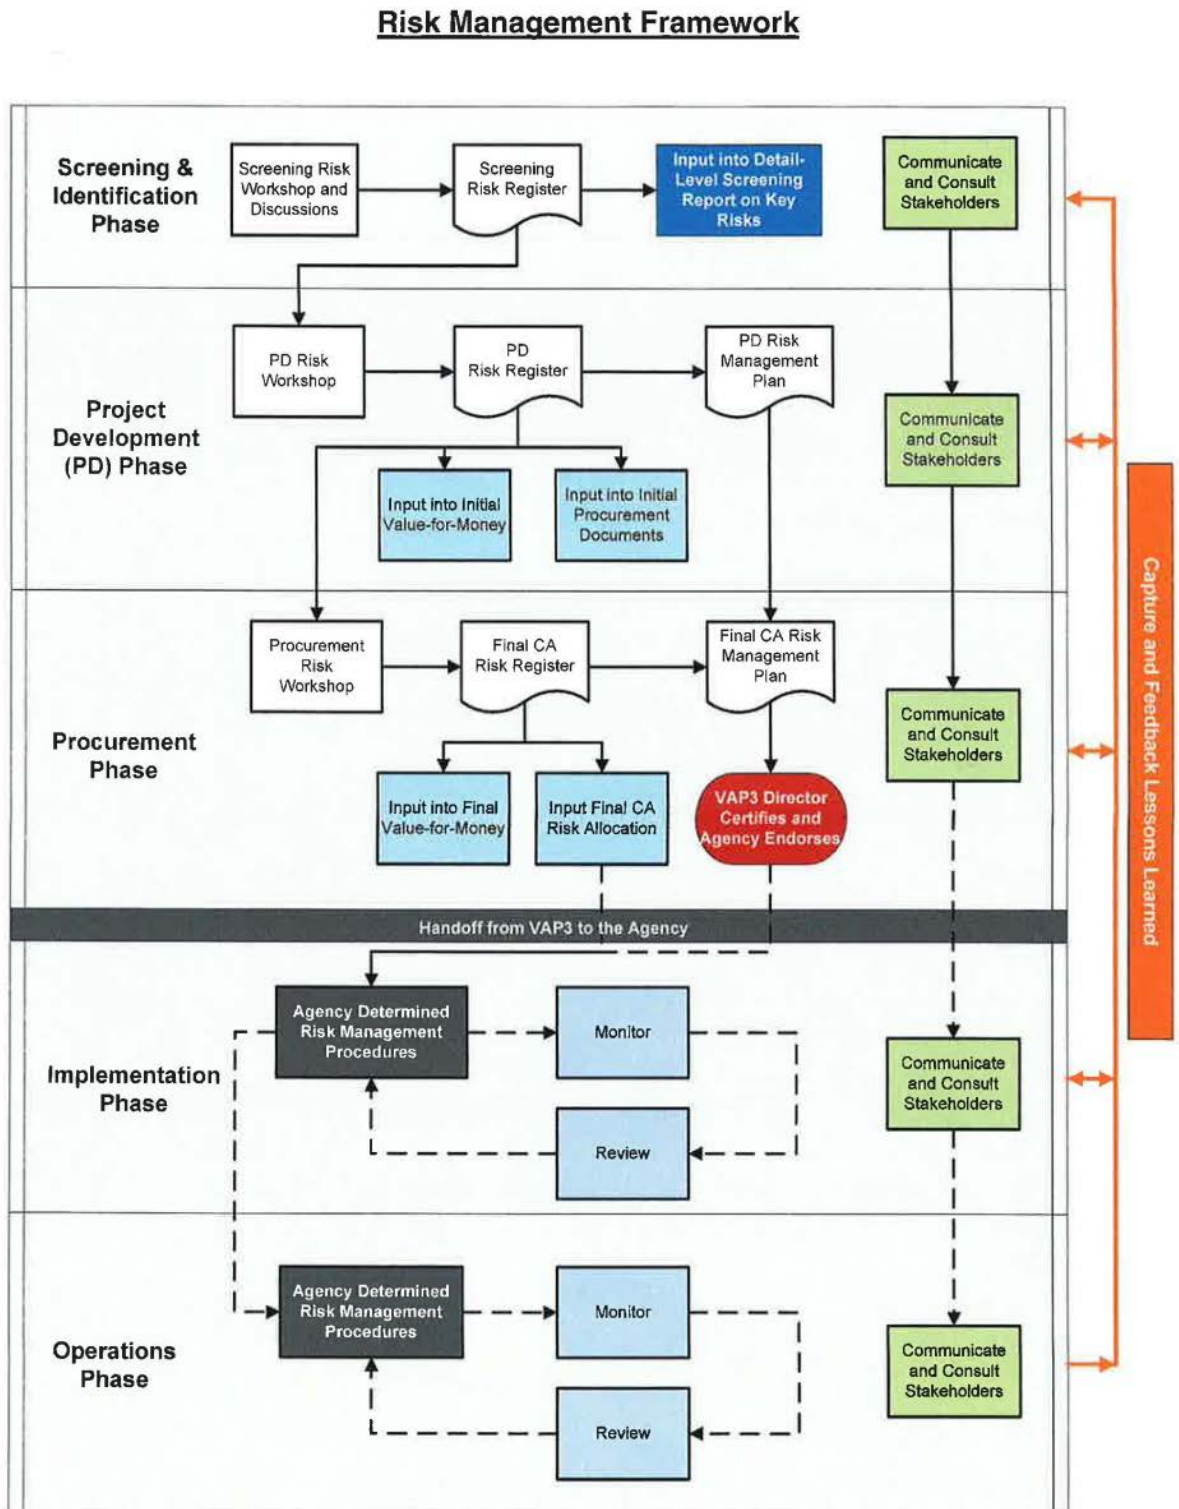 Risk Management Framework
Screening &
Identification
Phase
Screening Risk
Workshop and
Discussions
Screening
Risk Register
Input into Detail-
Level Screening
Report on Key
Risks
Communicate
and Consult
Stakeholders
Project
Development
(PD) Phase
PD Risk
Workshop
PD
Risk Register
PD Risk
Management
Plan
Communicate
and Consult
Stakeholders
Input into Initial
Value-for-Money
Input into Initial
Procurement
Documents
Procurement
Phase
Procurement
Risk
Workshop
Final CA
Risk Register
Final CA Risk
Management
Plan
Communicate
and Consult
Stakeholders
Input into Final
Value-for-Money
Input Final CA
Risk Allocation
VAP3 Director
Certifies and
Agency Endorses
Handoff from VAP3 to the Agency
Implementation
Phase
Agency Determined
Risk Management
Procedures
Monitor
Review
Communicate
and Consult
Stakeholders
Operations
Phase
Agency Determined
Risk Management
Procedures
Monitor
Review
Communicate
and Consult
Stakeholders
Capture and Feedback Lessons Learned